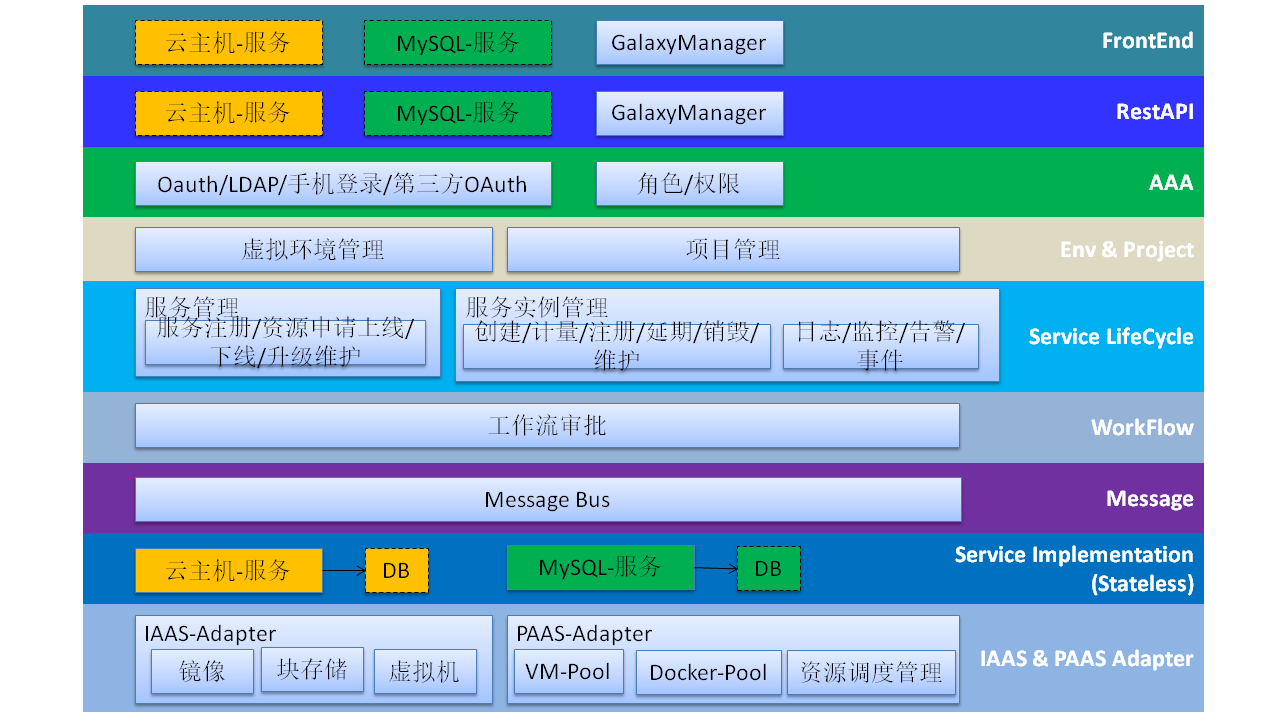 云主机-服务
MySQL-服务
GalaxyManager
FrontEnd
云主机-服务
MySQL-服务
GalaxyManager
RestAPI
Oauth/LDAP/手机登录/第三方OAuth
角色/权限
AAA
虚拟环境管理
项目管理
Env & Project
服务管理
服务注册/资源申请上线/
下线/升级维护
服务实例管理
创建/计量/注册/延期/销毁/
维护
日志/监控/告警/
事件
Service LifeCycle
工作流审批
WorkFlow
Message Bus
Message
云主机-服务
DB
MySQL-服务
DB
Service Implementation
(Stateless)
IAAS-Adapter
镜像
块存储
虚拟机
PAAS-Adapter
VM-Pool
Docker-Pool
资源调度管理
IAAS & PAAS Adapter